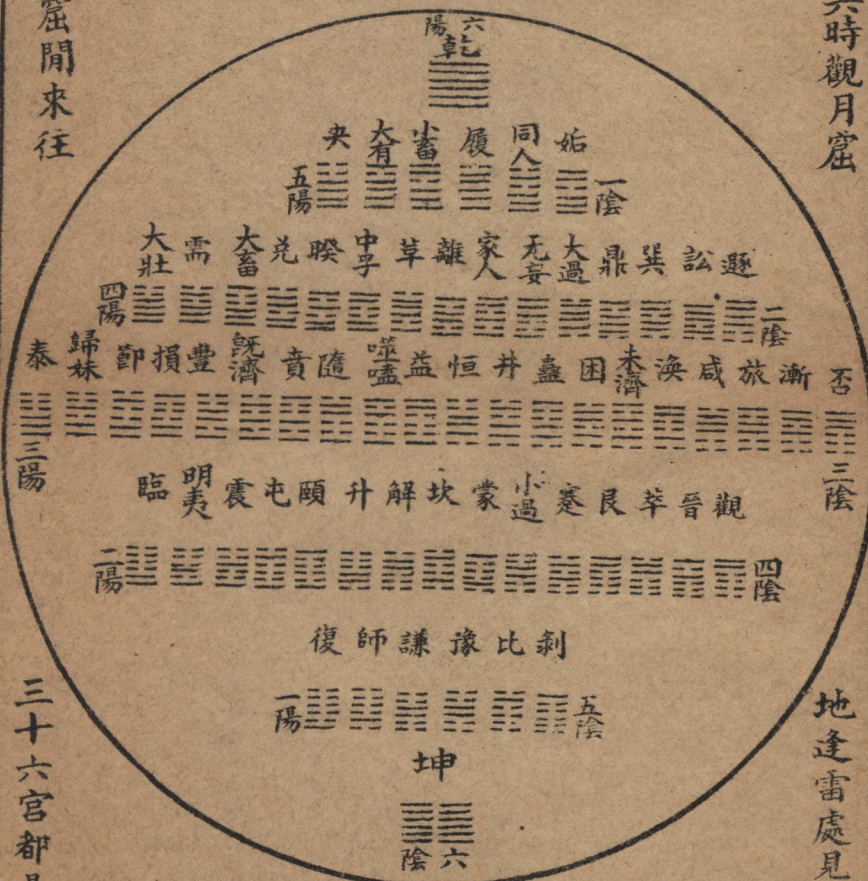 時觀月窟
地逢雷處見
窟閒來往
三十六宮都
六陽
乾
姤 同人 履 小畜 大有 夬
一陰 五陽
遯 訟 巽 鼎 大過 无妄 家人 離 革 中孚 睽 兌 大畜 需 大壯
二陰 四陽
否 漸 旅 咸 渙 未濟 困 蠱 井 恒 益 噬嗑 隨 賁 既濟 豐 損 節 歸妹 泰
三陰 三陽
觀 晉 萃 艮 蹇 小過 蒙 坎 解 升 頤 屯 震 明夷 臨
四陰 二陽
剝 比 豫 謙 師 復
五陰 一陽
坤
六陰